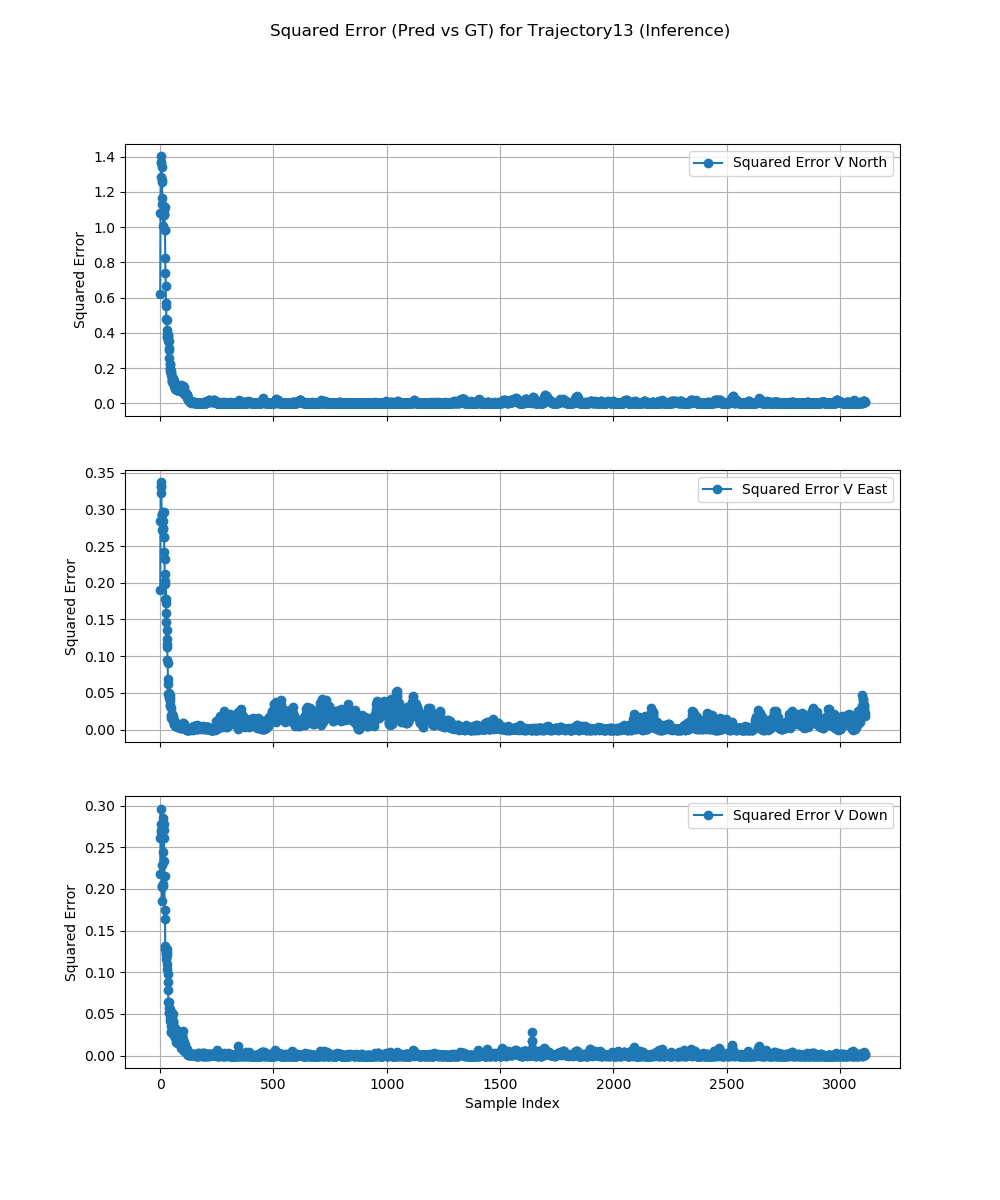 Squared Error (Pred vs GT) for Trajectory13 (Inference)
1.4
1.2
1.0
0.8
0.6
0.4
0.2
0.0
Squared Error
Squared Error V North
0.35
0.30
0.25
0.20
0.15
0.10
0.05
0.00
Squared Error
Squared Error V East
0.30
0.25
0.20
0.15
0.10
0.05
0.00
Squared Error
Squared Error V Down
0 500 1000 1500 2000 2500 3000
Sample Index